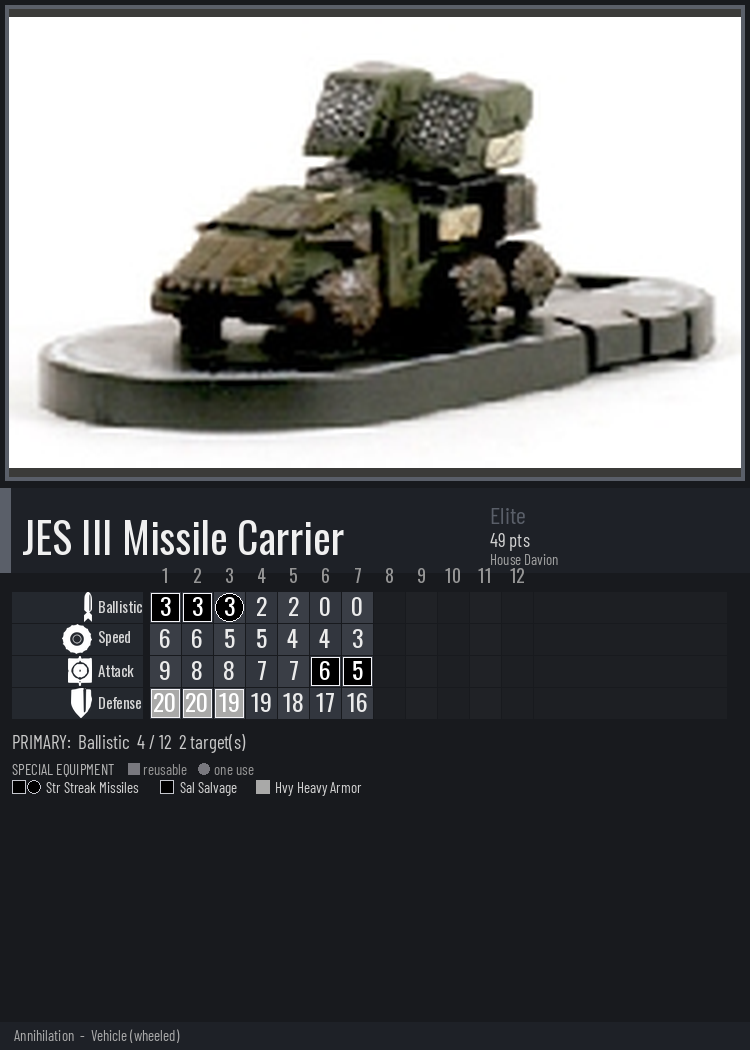 JES III Missile Carrier
Elite
49 pts
House Davion
1 2 3 4 5 6 7 8 9 10 11 12
Ballistic 3 3 3 2 2 0 0
Speed 6 6 5 5 4 4 3
Attack 9 8 8 7 7 6 5
Defense 20 20 19 19 18 17 16
PRIMARY: Ballistic 4 / 12 2 target(s)
SPECIAL EQUIPMENT reusable one use
Str Streak Missiles Sal Salvage Hvy Heavy Armor
Annihilation - Vehicle (wheeled)